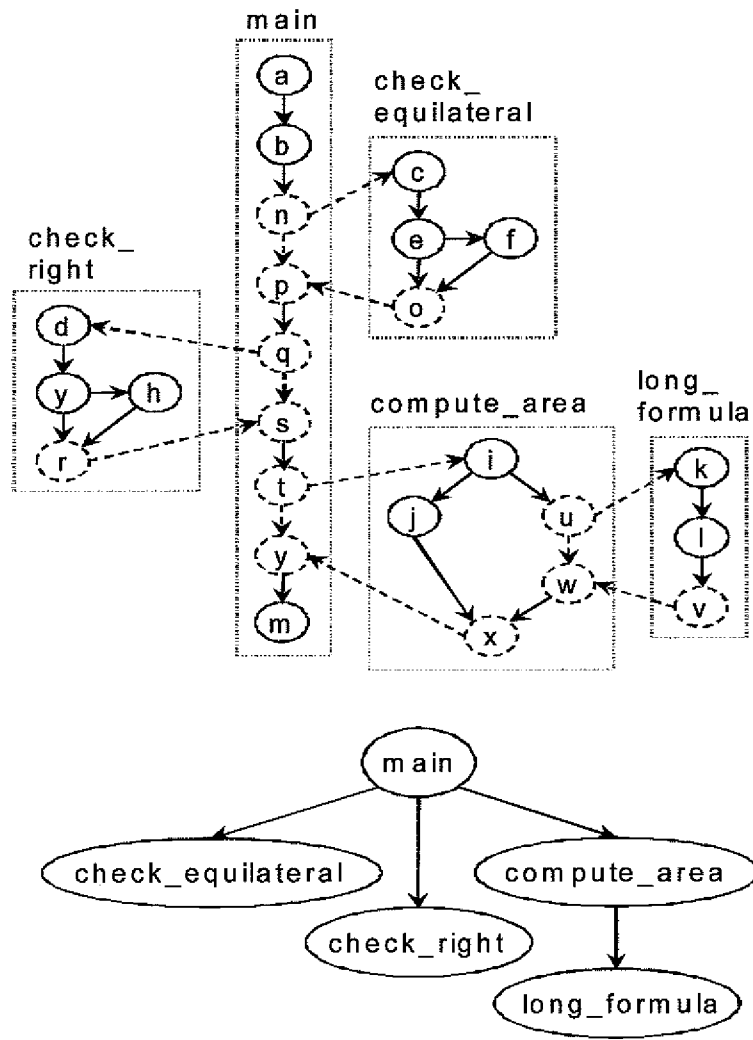 main
a
check_
equilateral
b
c
n
check_
right
e
f
p
o
d
q
y
h
long_
formula
compute_area
s
r
i
k
t
j
u
l
y
w
v
m
x
main
check_equilateral
compute_area
check_right
long_formula